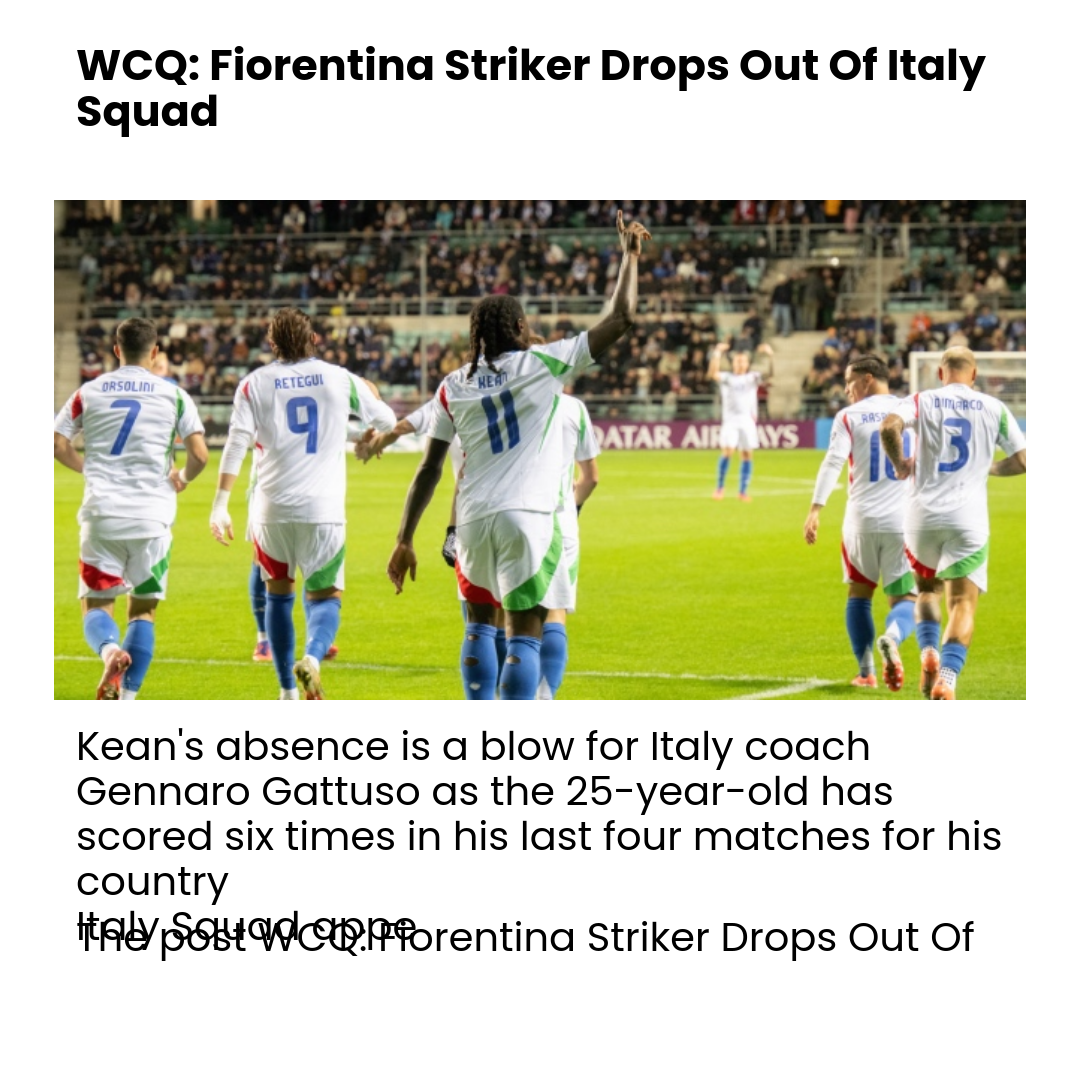 WCQ: Fiorentina Striker Drops Out Of Italy
Squad
ORSOLINI
7
RETEGUI
9
KEAN
11
QATAR AIRWAYS
RASP
10
DIMARCO
3
Kean's absence is a blow for Italy coach
Gennaro Gattuso as the 25-year-old has
scored six times in his last four matches for his
country
The post WCQ: Fiorentina Striker Drops Out Of
Italy Squad appe